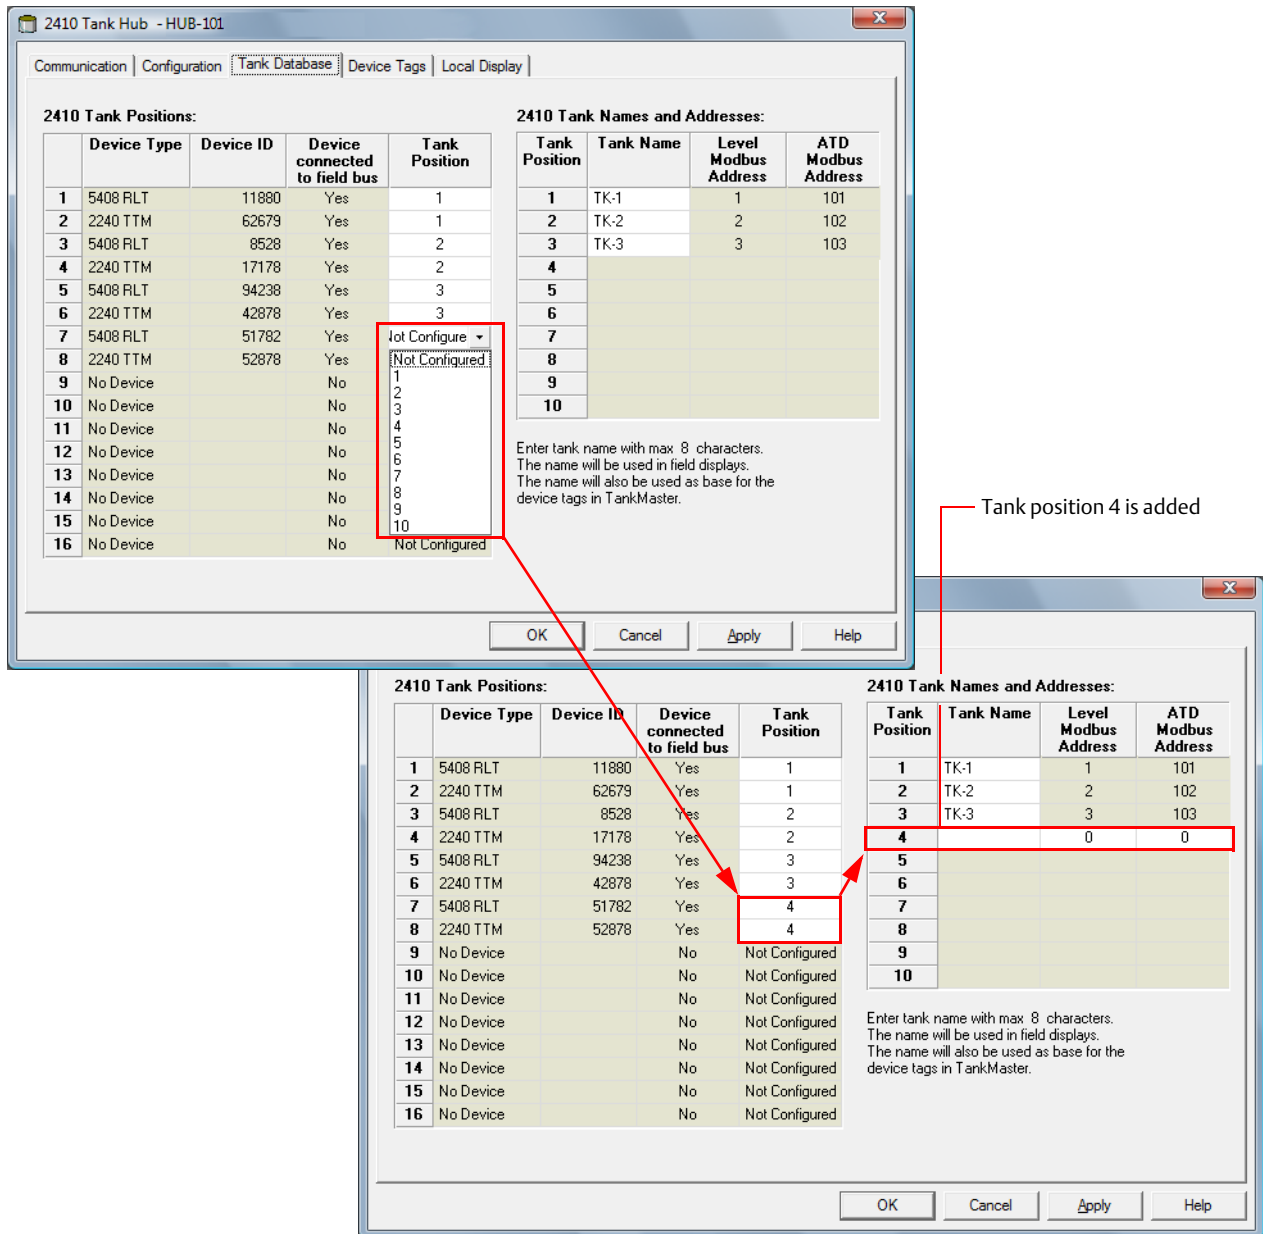 2410 Tank Hub - HUB-101
Communication Configuration Tank Database Device Tags Local Display
2410 Tank Positions:
Device Type Device ID Device connected to field bus Tank Position
1 5408 RLT 11880 Yes 1
2 2240 TTM 62679 Yes 1
3 5408 RLT 8528 Yes 2
4 2240 TTM 17178 Yes 2
5 5408 RLT 94238 Yes 3
6 2240 TTM 42878 Yes 3
7 5408 RLT 51782 Yes Not Configure
8 2240 TTM 52878 Yes
9 No Device No
10 No Device No
11 No Device No
12 No Device No
13 No Device No
14 No Device No
15 No Device No
16 No Device No Not Configured
Not Configured
1
2
3
4
5
6
7
8
9
10
2410 Tank Names and Addresses:
Tank Position Tank Name Level Modbus Address ATD Modbus Address
1 TK-1 1 101
2 TK-2 2 102
3 TK-3 3 103
4
5
6
7
8
9
10
Enter tank name with max 8 characters.
The name will be used in field displays.
The name will also be used as base for the
device tags in TankMaster.
OK Cancel Apply Help
Tank position 4 is added
2410 Tank Positions:
Device Type Device ID Device connected to field bus Tank Position
1 5408 RLT 11880 Yes 1
2 2240 TTM 62679 Yes 1
3 5408 RLT 8528 Yes 2
4 2240 TTM 17178 Yes 2
5 5408 RLT 94238 Yes 3
6 2240 TTM 42878 Yes 3
7 5408 RLT 51782 Yes 4
8 2240 TTM 52878 Yes 4
9 No Device No Not Configured
10 No Device No Not Configured
11 No Device No Not Configured
12 No Device No Not Configured
13 No Device No Not Configured
14 No Device No Not Configured
15 No Device No Not Configured
16 No Device No Not Configured
2410 Tank Names and Addresses:
Tank Position Tank Name Level Modbus Address ATD Modbus Address
1 TK-1 1 101
2 TK-2 2 102
3 TK-3 3 103
4 0 0
5
6
7
8
9
10
Enter tank name with max 8 characters.
The name will be used in field displays.
The name will also be used as base for the
device tags in TankMaster.
OK Cancel Apply Help